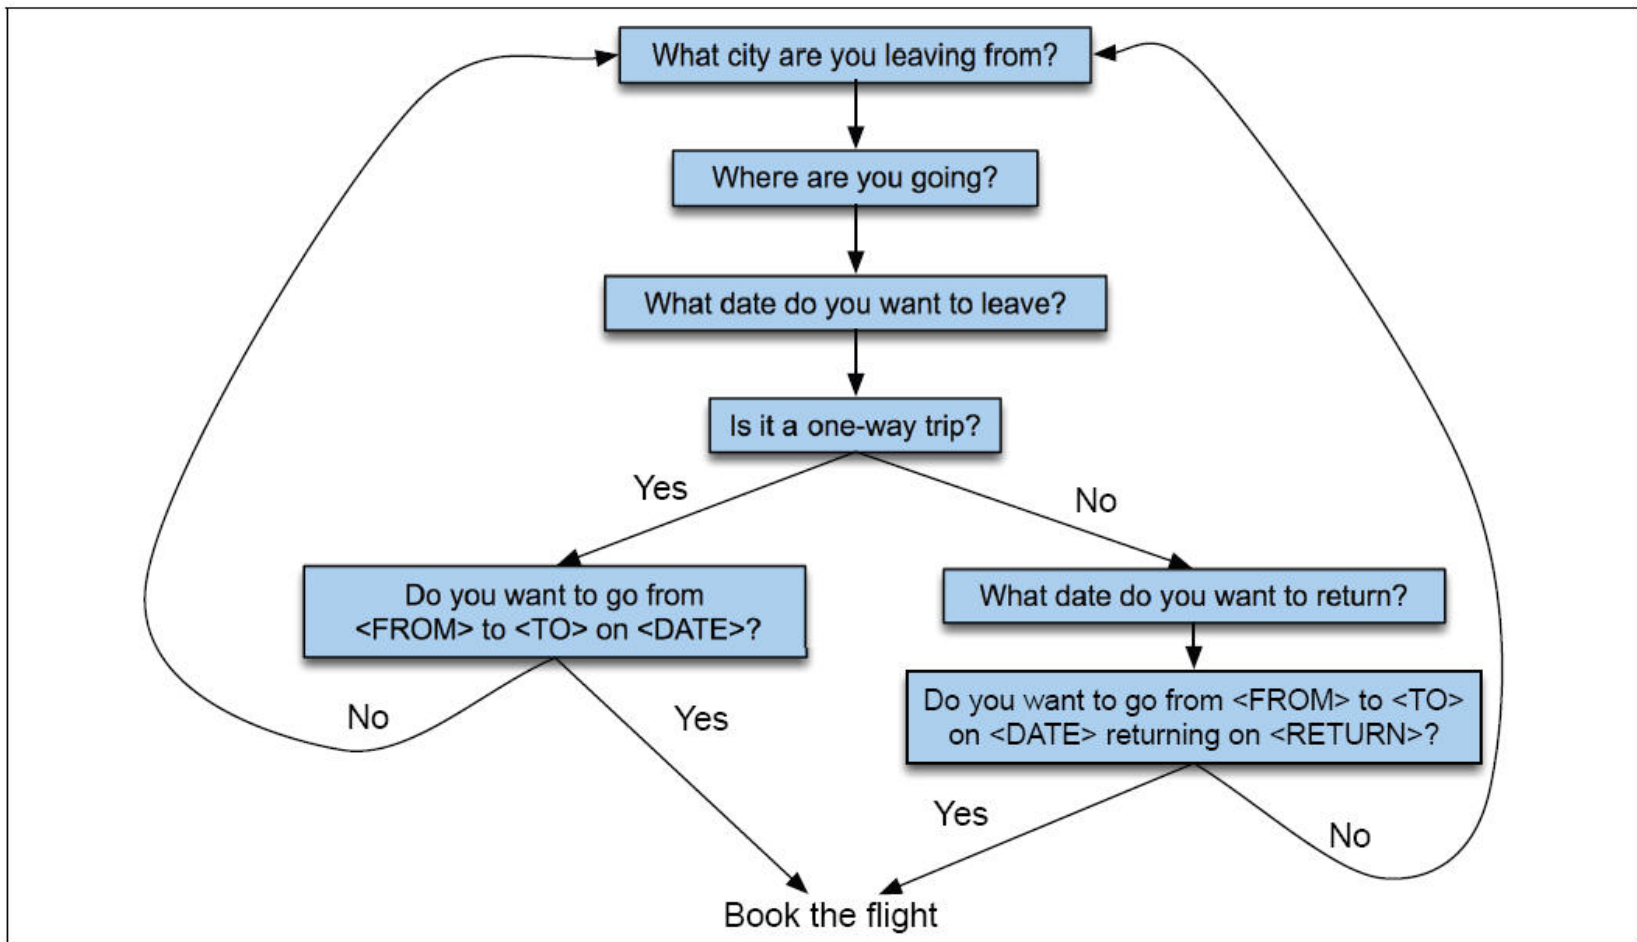 What city are you leaving from?
Where are you going?
What date do you want to leave?
Is it a one-way trip?
Yes
No
Do you want to go from
<FROM> to <TO> on <DATE>?
What date do you want to return?
Do you want to go from <FROM> to <TO>
on <DATE> returning on <RETURN>?
No
Yes
Yes
No
Book the flight